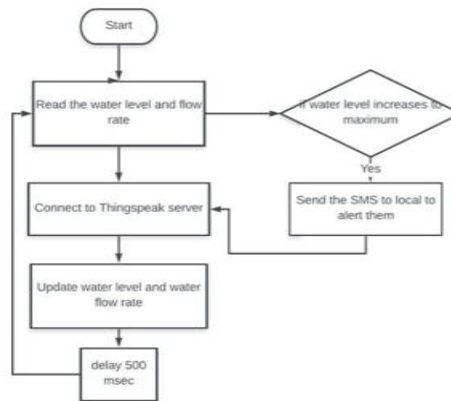 Start
Read the water level and flow
rate
if water level increases to
maximum
Yes
Connect to Thingspeak server
Send the SMS to local to
alert them
Update water level and water
flow rate
delay 500
msec